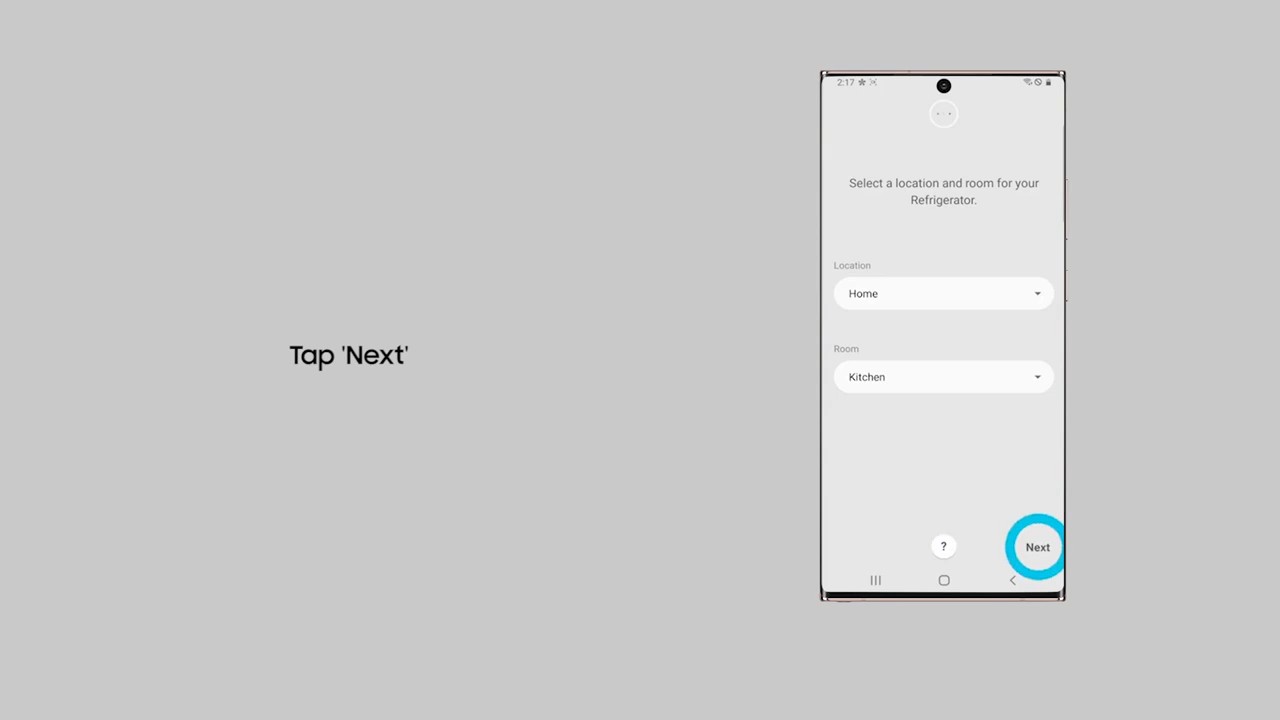 Tap 'Next'
2:17
Select a location and room for your
Refrigerator.
Location
Home
Room
Kitchen
?
Next